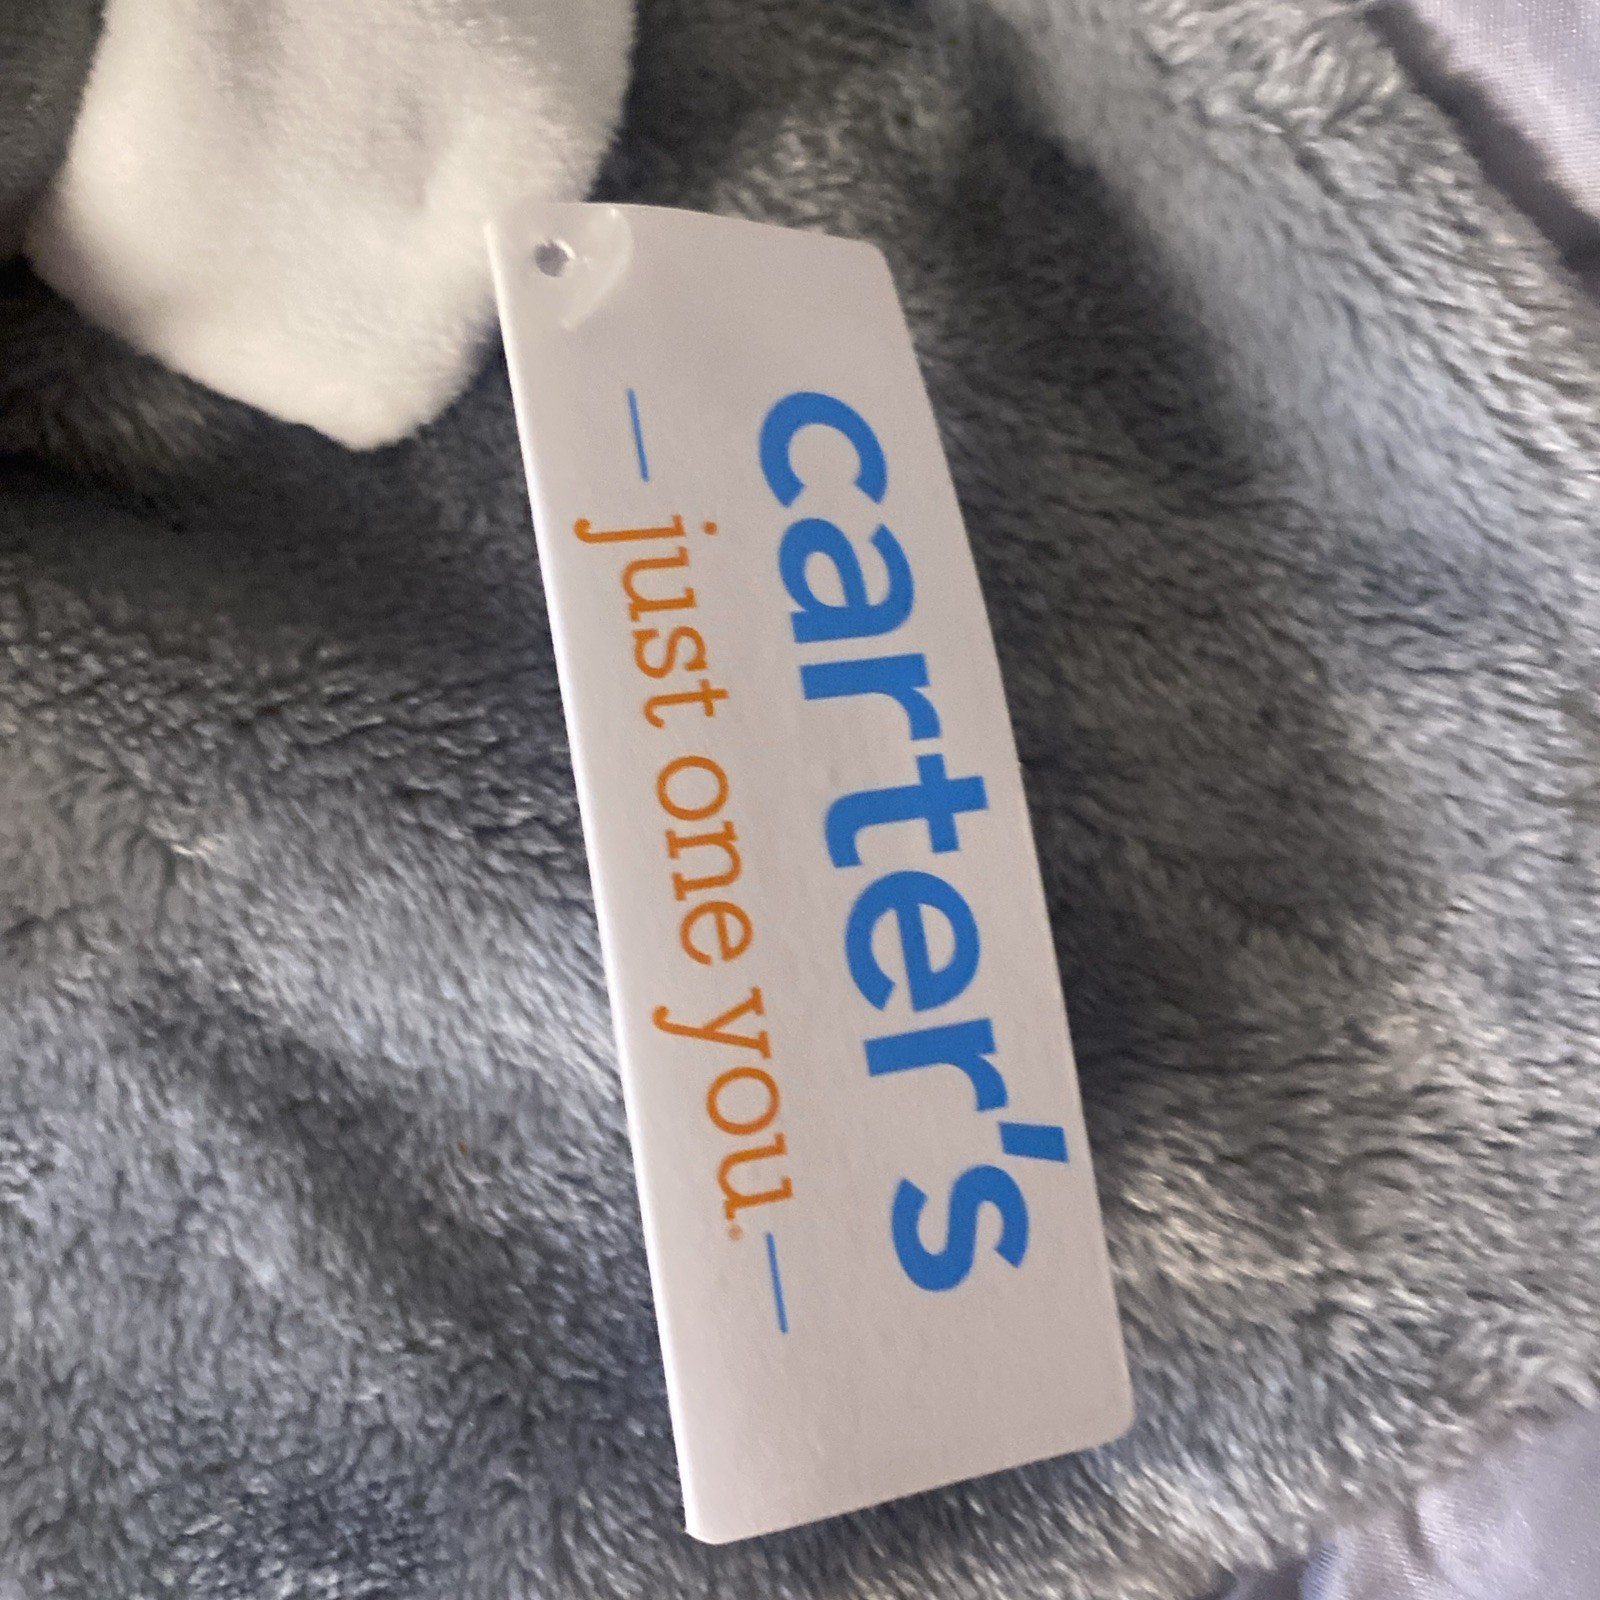 carter's
— just one you® —